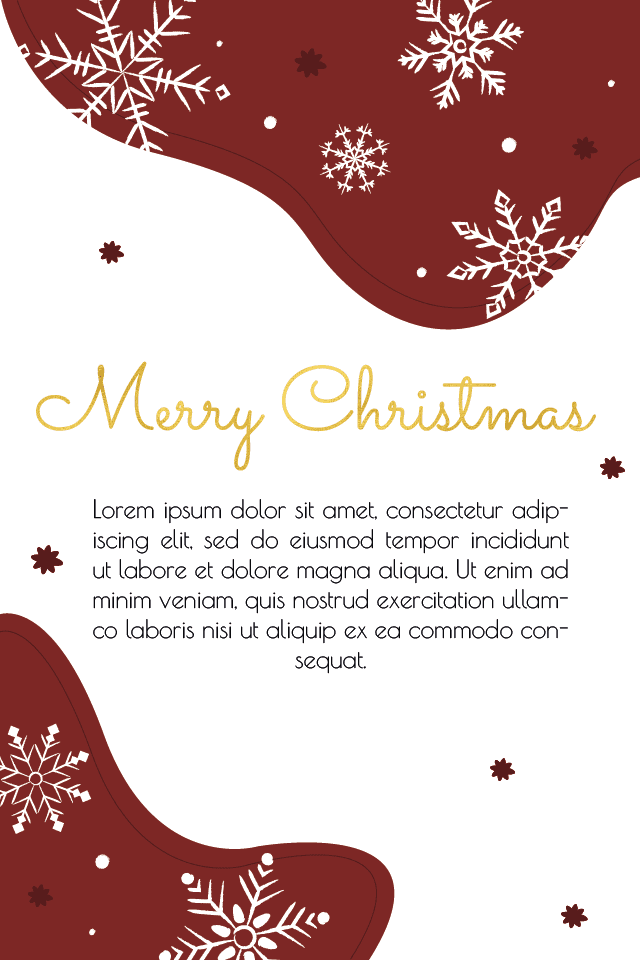 Merry Christmas
Lorem ipsum dolor sit amet, consectetur adip-
iscing elit, sed do eiusmod tempor incididunt
ut labore et dolore magna aliqua. Ut enim ad
minim veniam, quis nostrud exercitation ullam-
co laboris nisi ut aliquip ex ea commodo con-
sequat.